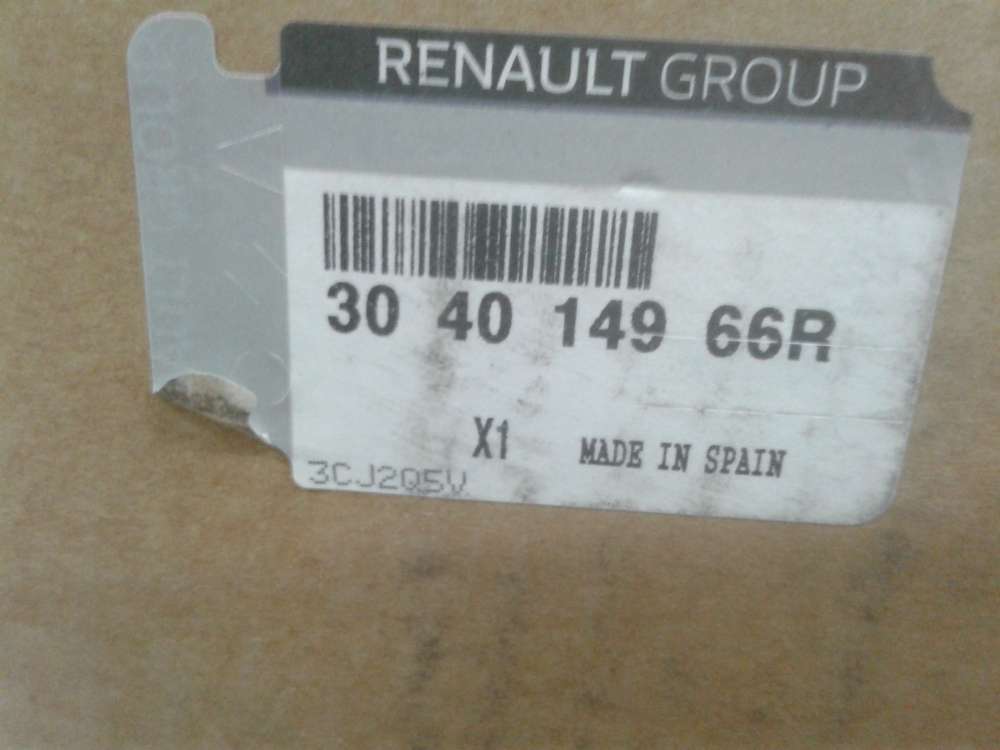 RENAULT GROUP
30 40 149 66R
X1 MADE IN SPAIN
3CJ2Q5V